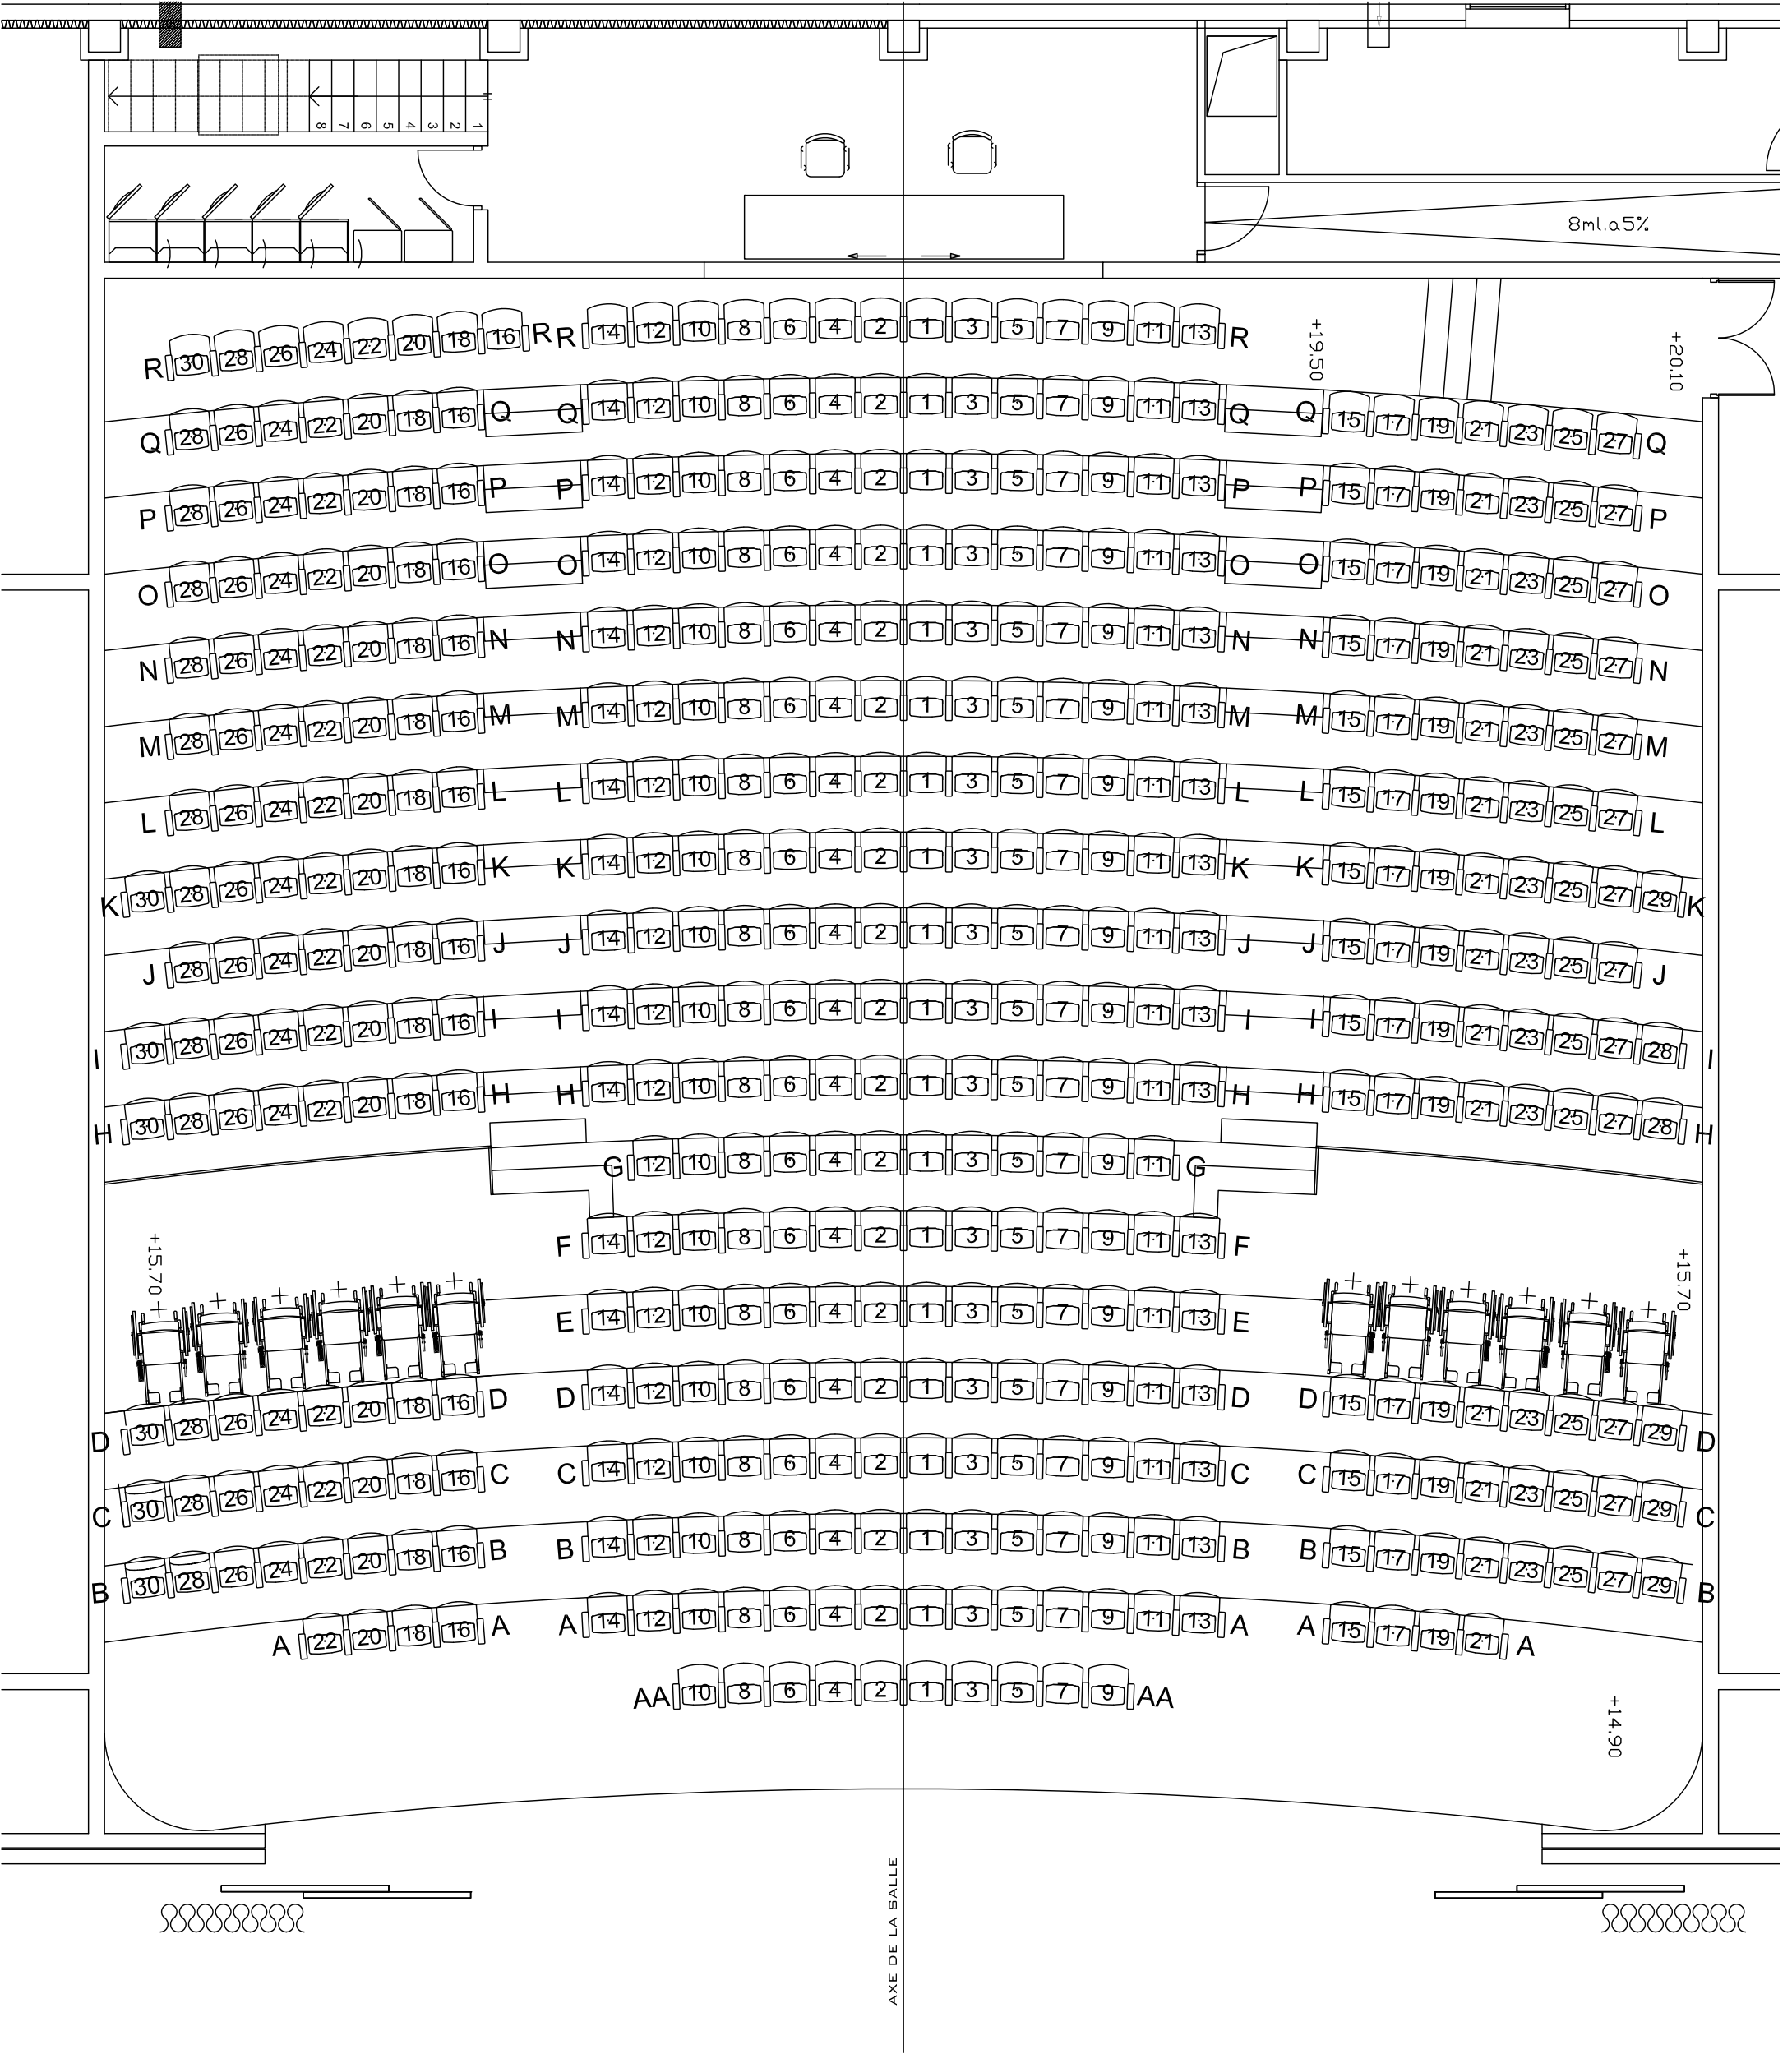 8 7 6 5 4 3 2 1
8ml.a5%
+19.50
+20.10
R 30 28 26 24 22 20 18 16 R R 14 12 10 8 6 4 2 1 3 5 7 9 11 13 R
Q 28 26 24 22 20 18 16 Q Q 14 12 10 8 6 4 2 1 3 5 7 9 11 13 Q Q 15 17 19 21 23 25 27 Q
P 28 26 24 22 20 18 16 P P 14 12 10 8 6 4 2 1 3 5 7 9 11 13 P P 15 17 19 21 23 25 27 P
O 28 26 24 22 20 18 16 O O 14 12 10 8 6 4 2 1 3 5 7 9 11 13 O O 15 17 19 21 23 25 27 O
N 28 26 24 22 20 18 16 N N 14 12 10 8 6 4 2 1 3 5 7 9 11 13 N N 15 17 19 21 23 25 27 N
M 28 26 24 22 20 18 16 M M 14 12 10 8 6 4 2 1 3 5 7 9 11 13 M M 15 17 19 21 23 25 27 M
L 28 26 24 22 20 18 16 L L 14 12 10 8 6 4 2 1 3 5 7 9 11 13 L L 15 17 19 21 23 25 27 L
K 30 28 26 24 22 20 18 16 K K 14 12 10 8 6 4 2 1 3 5 7 9 11 13 K K 15 17 19 21 23 25 27 29 K
J 28 26 24 22 20 18 16 J J 14 12 10 8 6 4 2 1 3 5 7 9 11 13 J J 15 17 19 21 23 25 27 J
I 30 28 26 24 22 20 18 16 I I 14 12 10 8 6 4 2 1 3 5 7 9 11 13 I I 15 17 19 21 23 25 27 28 I
H 30 28 26 24 22 20 18 16 H H 14 12 10 8 6 4 2 1 3 5 7 9 11 13 H H 15 17 19 21 23 25 27 28 H
G 12 10 8 6 4 2 1 3 5 7 9 11 G
F 14 12 10 8 6 4 2 1 3 5 7 9 11 13 F
+15.70
+15.70
E 14 12 10 8 6 4 2 1 3 5 7 9 11 13 E
D 30 28 26 24 22 20 18 16 D D 14 12 10 8 6 4 2 1 3 5 7 9 11 13 D D 15 17 19 21 23 25 27 29 D
C 30 28 26 24 22 20 18 16 C C 14 12 10 8 6 4 2 1 3 5 7 9 11 13 C C 15 17 19 21 23 25 27 29 C
B 30 28 26 24 22 20 18 16 B B 14 12 10 8 6 4 2 1 3 5 7 9 11 13 B B 15 17 19 21 23 25 27 29 B
A 22 20 18 16 A A 14 12 10 8 6 4 2 1 3 5 7 9 11 13 A A 15 17 19 21 A
AA 10 8 6 4 2 1 3 5 7 9 AA
+14.90
AXE DE LA SALLE